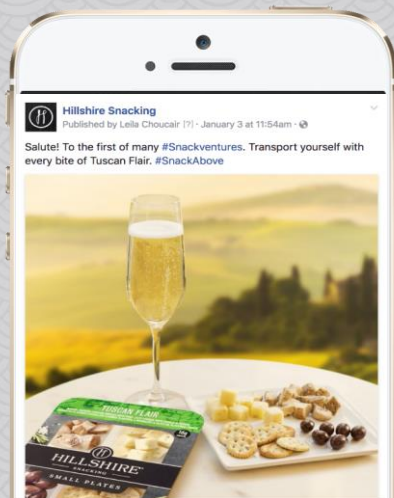 Hillshire Snacking
Published by Leila Choucair [?] · January 3 at 11:54am ·
Salute! To the first of many #Snackventures. Transport yourself with
every bite of Tuscan Flair. #SnackAbove
TUSCAN FLAIR
HILLSHIRE
SNACKING
SMALL PLATES